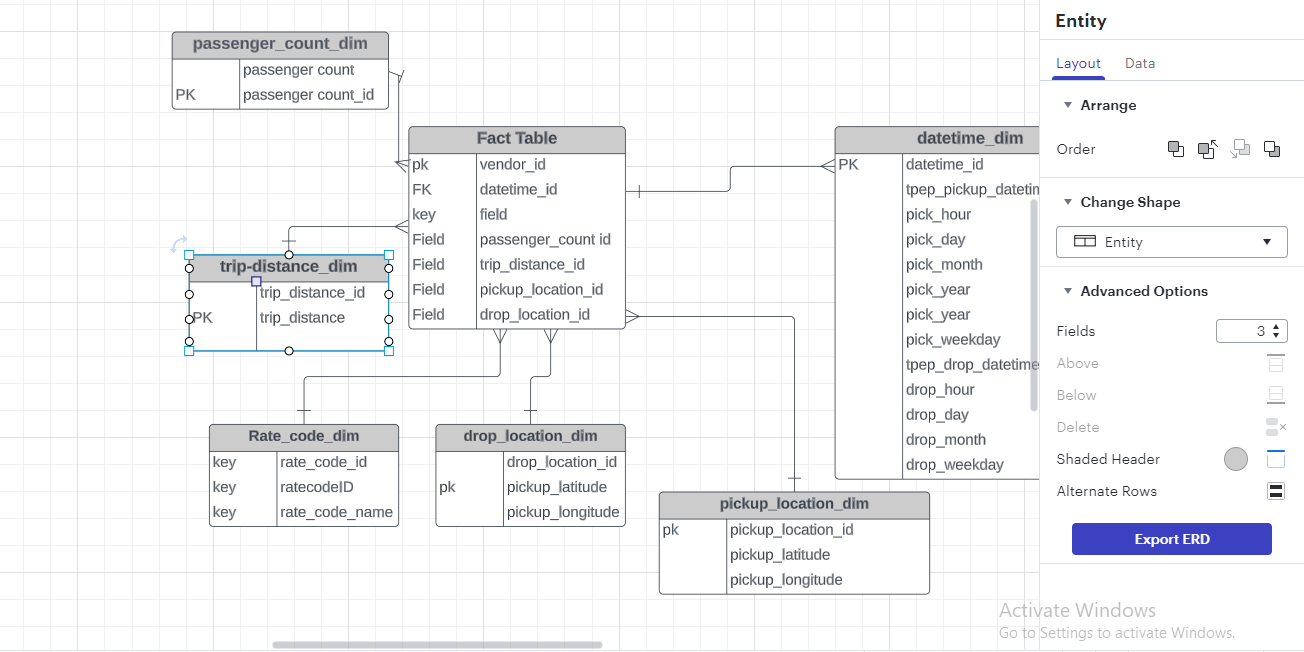 passenger_count_dim
passenger count
PK passenger count_id
Fact Table
pk vendor_id
FK datetime_id
key field
Field passenger_count id
Field trip_distance_id
Field pickup_location_id
Field drop_location_id
datetime_dim
PK datetime_id
tpep_pickup_datetin
pick_hour
pick_day
pick_month
pick_year
pick_year
pick_weekday
tpep_drop_datetime
drop_hour
drop_day
drop_month
drop_weekday
trip-distance_dim
trip_distance_id
PK trip_distance
Rate_code_dim
key rate_code_id
key ratecodeID
key rate_code_name
drop_location_dim
drop_location_id
pk pickup_latitude
pickup_longitude
pickup_location_dim
pk pickup_location_id
pickup_latitude
pickup_longitude
Entity
Layout Data
Arrange
Order
Change Shape
Entity
Advanced Options
Fields 3
Above
Below
Delete
Shaded Header
Alternate Rows
Export ERD
Activate Windows
Go to Settings to activate Windows.